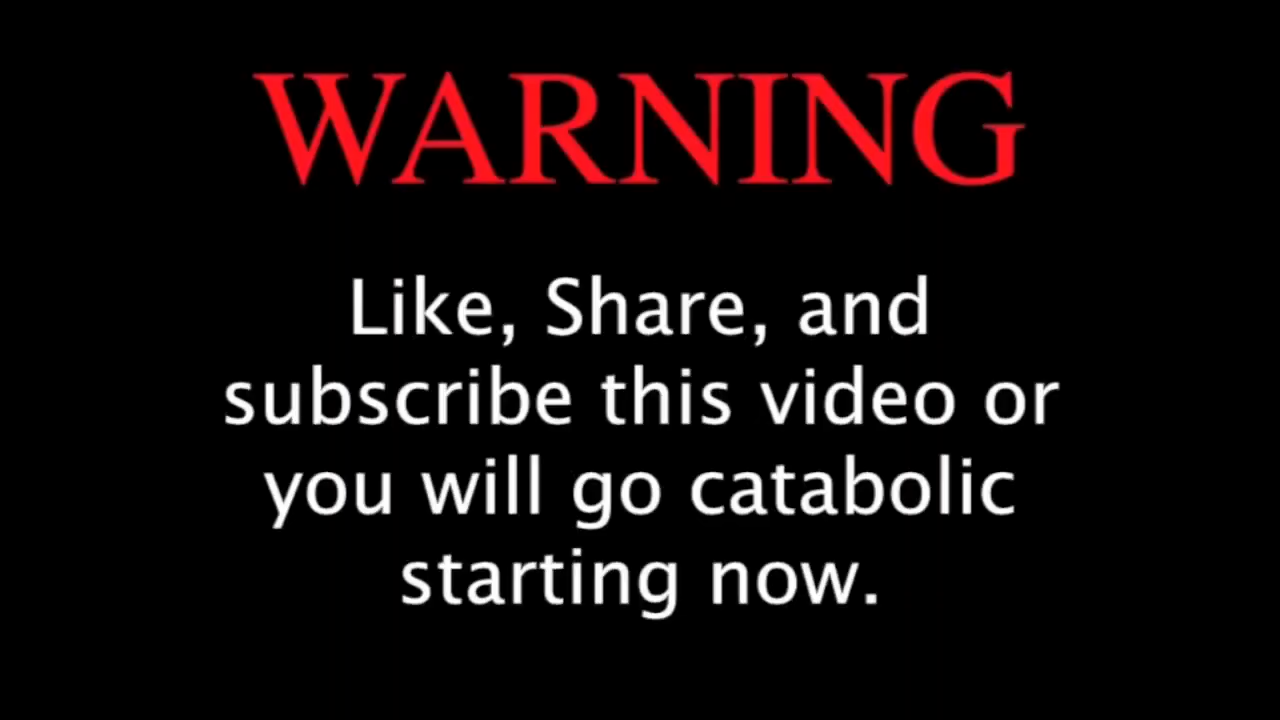 WARNING
Like, Share, and
subscribe this video or
you will go catabolic
starting now.